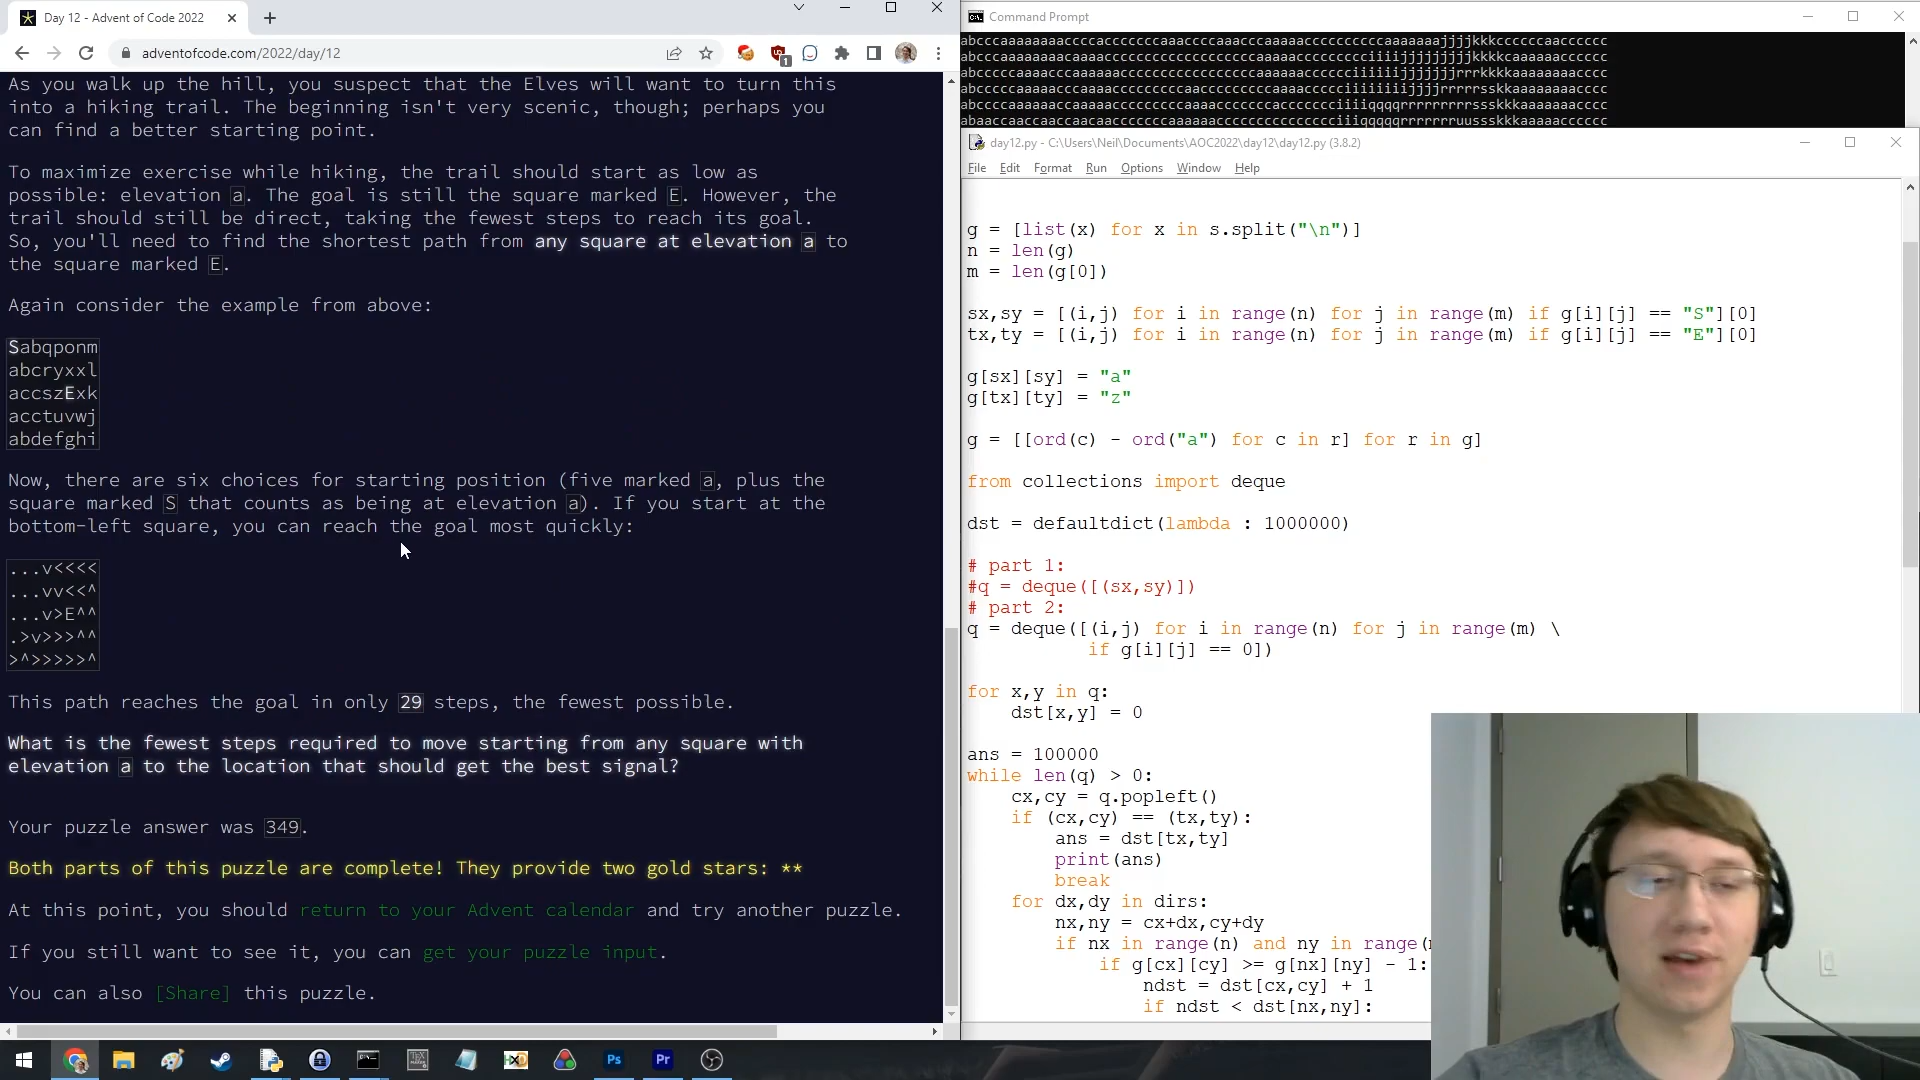 Day 12 - Advent of Code 2022
adventofcode.com/2022/day/12
As you walk up the hill, you suspect that the Elves will want to turn this
into a hiking trail. The beginning isn't very scenic, though; perhaps you
can find a better starting point.
To maximize exercise while hiking, the trail should start as low as
possible: elevation a. The goal is still the square marked E. However, the
trail should still be direct, taking the fewest steps to reach its goal.
So, you'll need to find the shortest path from any square at elevation a to
the square marked E.
Again consider the example from above:
Sabqponm
abcryxxl
accszExk
acctuvwj
abdefghi
Now, there are six choices for starting position (five marked a, plus the
square marked S that counts as being at elevation a). If you start at the
bottom-left square, you can reach the goal most quickly:
...v<<<<
...vv<<^
...v>E^^
.>v>>>^^
>^>>>>>^
This path reaches the goal in only 29 steps, the fewest possible.
What is the fewest steps required to move starting from any square with
elevation a to the location that should get the best signal?
Your puzzle answer was 349.
Both parts of this puzzle are complete! They provide two gold stars: **
At this point, you should return to your Advent calendar and try another puzzle.
If you still want to see it, you can get your puzzle input.
You can also [Share] this puzzle.
Command Prompt
day12.py - C:\Users\Neil\Documents\AOC2022\day12\day12.py (3.8.2)
File Edit Format Run Options Window Help
g = [list(x) for x in s.split("\n")]
n = len(g)
m = len(g[0])
sx,sy = [(i,j) for i in range(n) for j in range(m) if g[i][j] == "S"][0]
tx,ty = [(i,j) for i in range(n) for j in range(m) if g[i][j] == "E"][0]
g[sx][sy] = "a"
g[tx][ty] = "z"
g = [[ord(c) - ord("a") for c in r] for r in g]
from collections import deque
dst = defaultdict(lambda : 1000000)
# part 1:
#q = deque([(sx,sy)])
# part 2:
q = deque([(i,j) for i in range(n) for j in range(m) \
if g[i][j] == 0])
for x,y in q:
dst[x,y] = 0
ans = 100000
while len(q) > 0:
cx,cy = q.popleft()
if (cx,cy) == (tx,ty):
ans = dst[tx,ty]
print(ans)
break
for dx,dy in dirs:
nx,ny = cx+dx,cy+dy
if nx in range(n) and ny in range(
if g[cx][cy] >= g[nx][ny] - 1:
ndst = dst[cx,cy] + 1
if ndst < dst[nx,ny]: